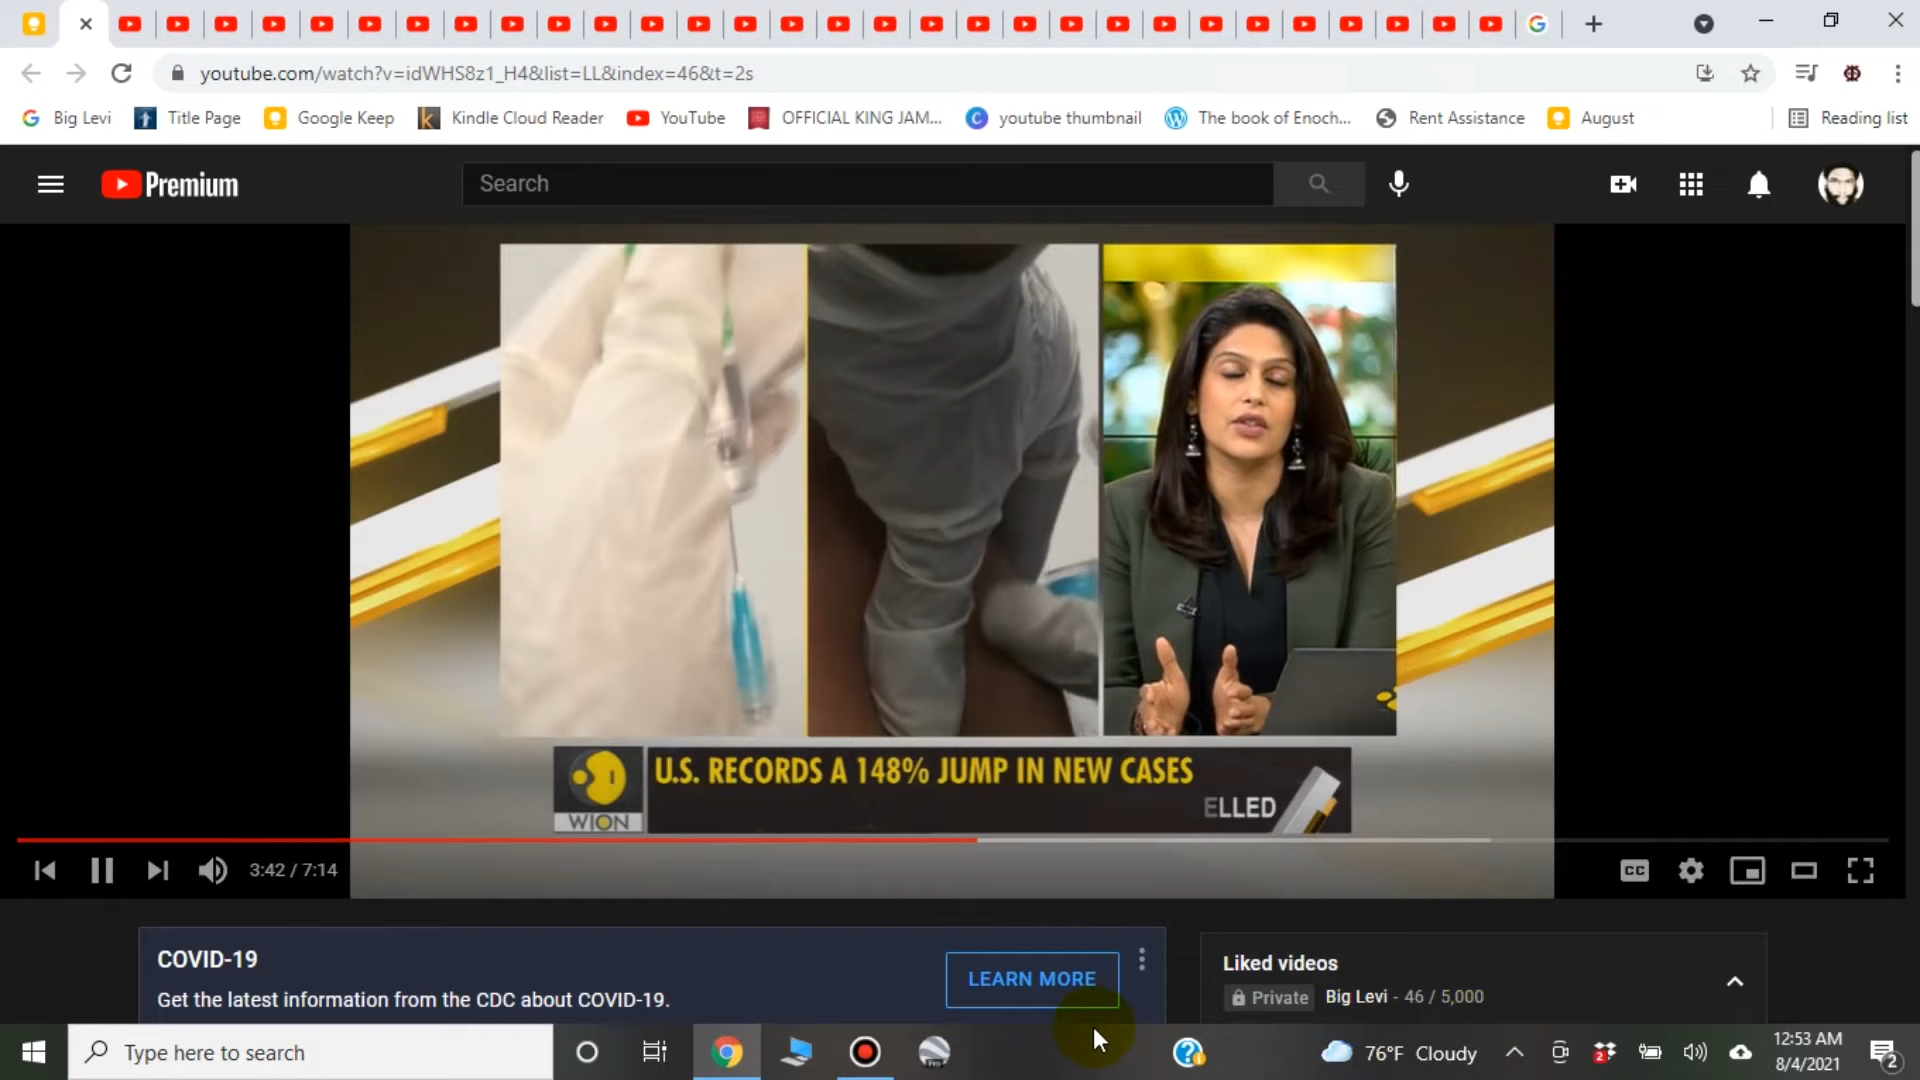 youtube.com/watch?v=idWHS8z1_H4&list=LL&index=46&t=2s
Big Levi
Title Page
Google Keep
Kindle Cloud Reader
YouTube
OFFICIAL KING JAM...
youtube thumbnail
The book of Enoch...
Rent Assistance
August
Reading list
Premium
Search
U.S. RECORDS A 148% JUMP IN NEW CASES
ELLED
WION
3:42 / 7:14
CC
COVID-19
Get the latest information from the CDC about COVID-19.
LEARN MORE
Liked videos
Private Big Levi - 46 / 5,000
Type here to search
76°F Cloudy
2
12:53 AM
8/4/2021
2